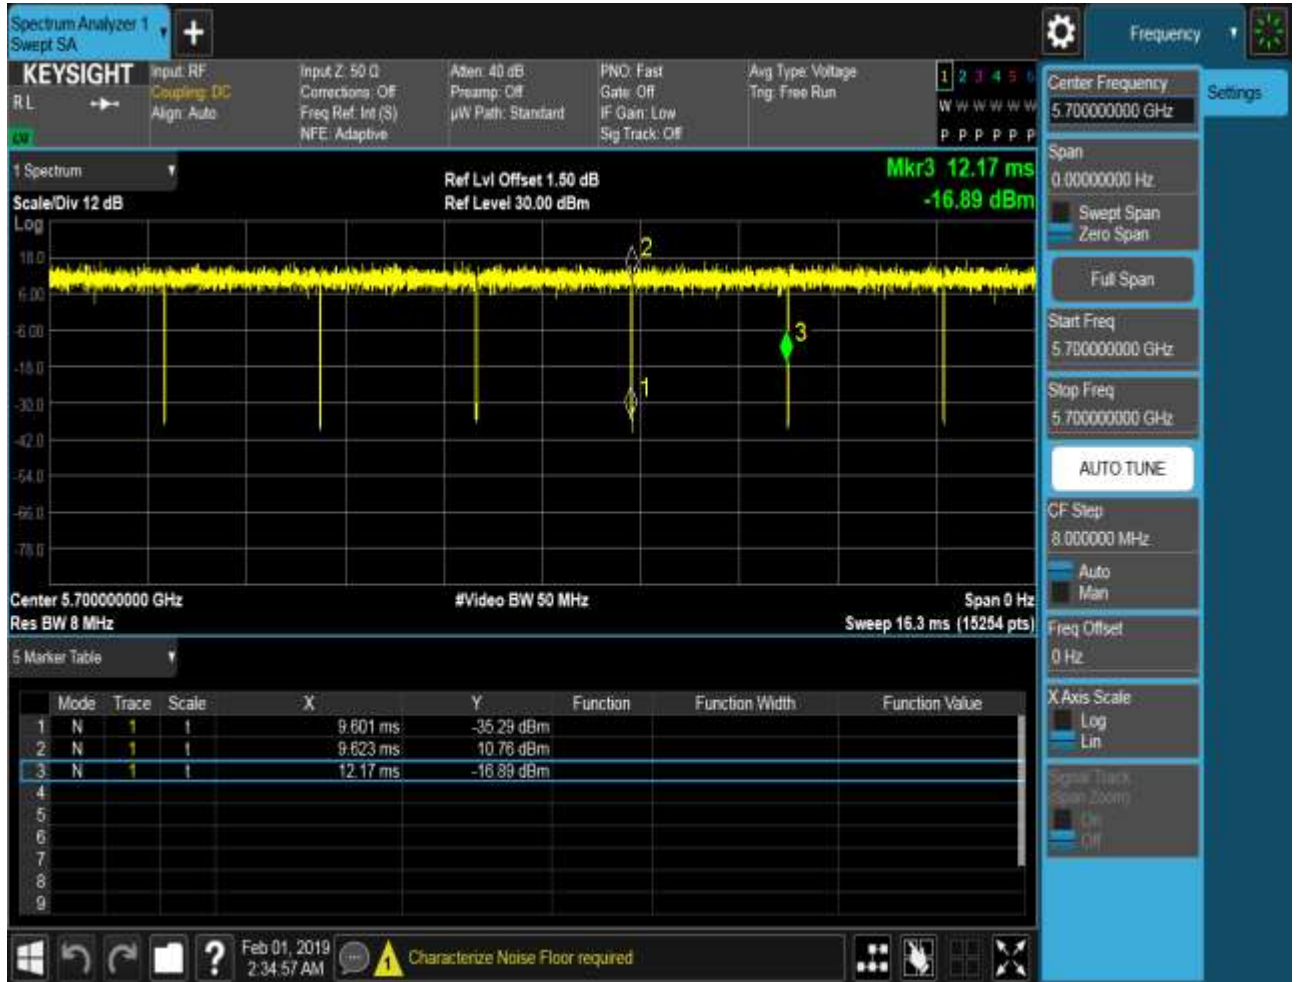 Spectrum Analyzer 1
Swept SA
+
Frequency
KEYSIGHT
R L
Input: RF
Coupling: DC
Align: Auto
Input Z: 50 Ω
Corrections: Off
Freq Ref: Int (S)
NFE: Adaptive
Atten: 40 dB
Preamp: Off
µW Path: Standard
PNO: Fast
Gate: Off
IF Gain: Low
Sig Track: Off
Avg Type: Voltage
Trig: Free Run
1 2 3 4 5 6
W W W W W W
P P P P P P
1 Spectrum
Scale/Div 12 dB
Ref Lvl Offset 1.50 dB
Ref Level 30.00 dBm
Mkr3 12.17 ms
-16.89 dBm
Log
18.0
6.00
-6.00
-18.0
-30.0
-42.0
-54.0
-66.0
-78.0
2
3
1
Center 5.700000000 GHz
Res BW 8 MHz
#Video BW 50 MHz
Span 0 Hz
Sweep 16.3 ms (15254 pts)
5 Marker Table
Mode Trace Scale X Y Function Function Width Function Value
1 N 1 t 9.601 ms -35.29 dBm
2 N 1 t 9.623 ms 10.76 dBm
3 N 1 t 12.17 ms -16.89 dBm
4
5
6
7
8
9
Feb 01, 2019
2:34:57 AM
?
1
Characterize Noise Floor required
Center Frequency
5.700000000 GHz
Settings
Span
0.00000000 Hz
Swept Span
Zero Span
Full Span
Start Freq
5.700000000 GHz
Stop Freq
5.700000000 GHz
AUTO TUNE
CF Step
8.000000 MHz
Auto
Man
Freq Offset
0 Hz
X Axis Scale
Log
Lin
Signal Track
(Span Zoom)
On
Off